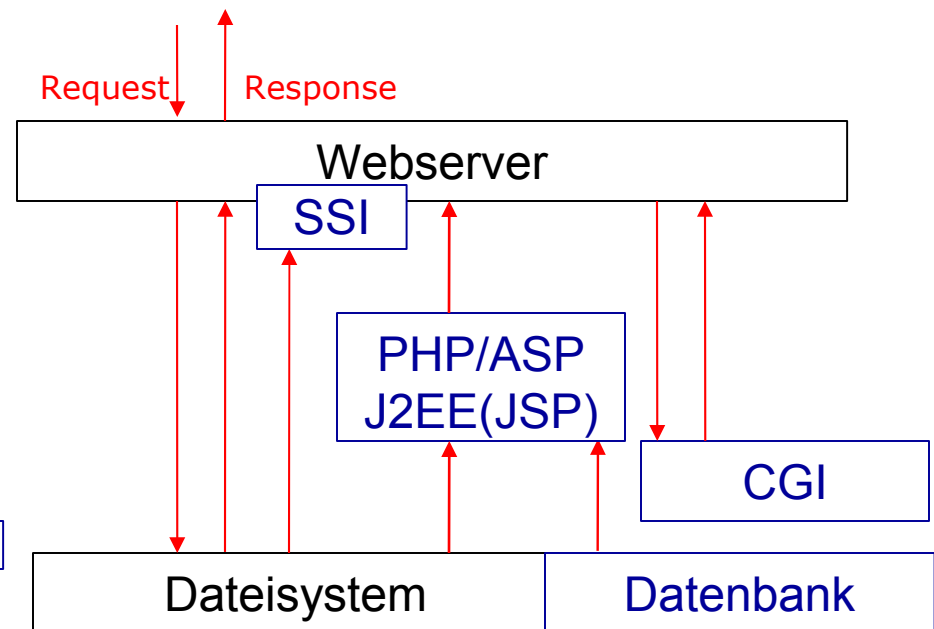 Request
Response
Webserver
SSI
PHP/ASP
J2EE(JSP)
CGI
Dateisystem
Datenbank